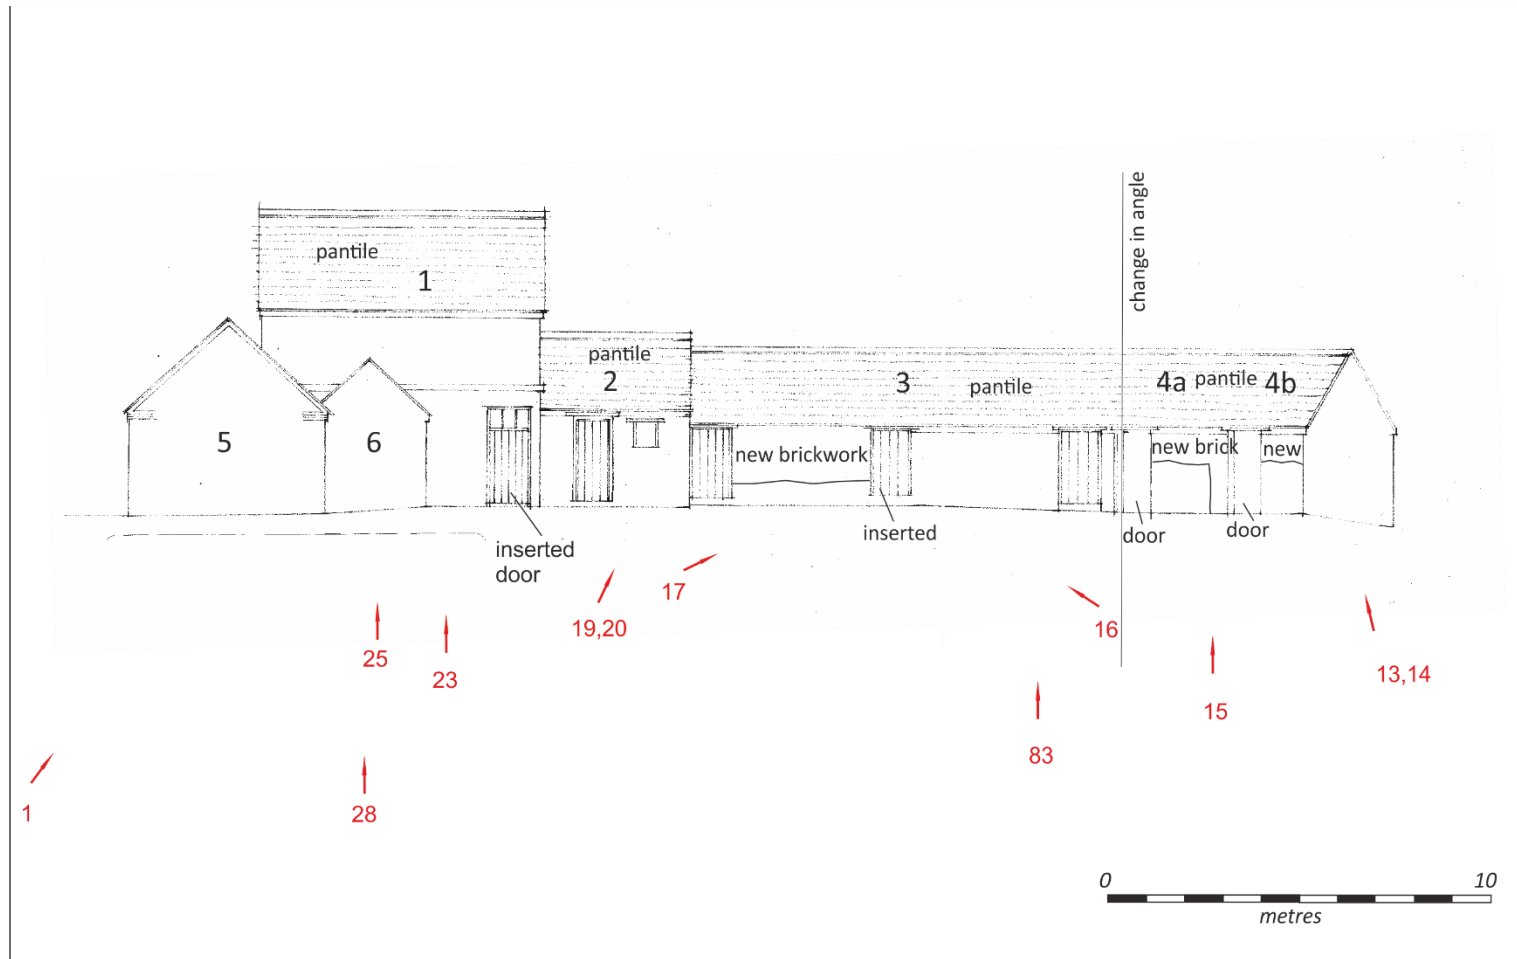 change in angle
pantile
1
pantile
2
3
pantile
4a
pantile
4b
5
6
new brickwork
new brick
new
inserted
door
inserted
door
door
17
19,20
16
25
23
13,14
15
83
1
28
0
10
metres